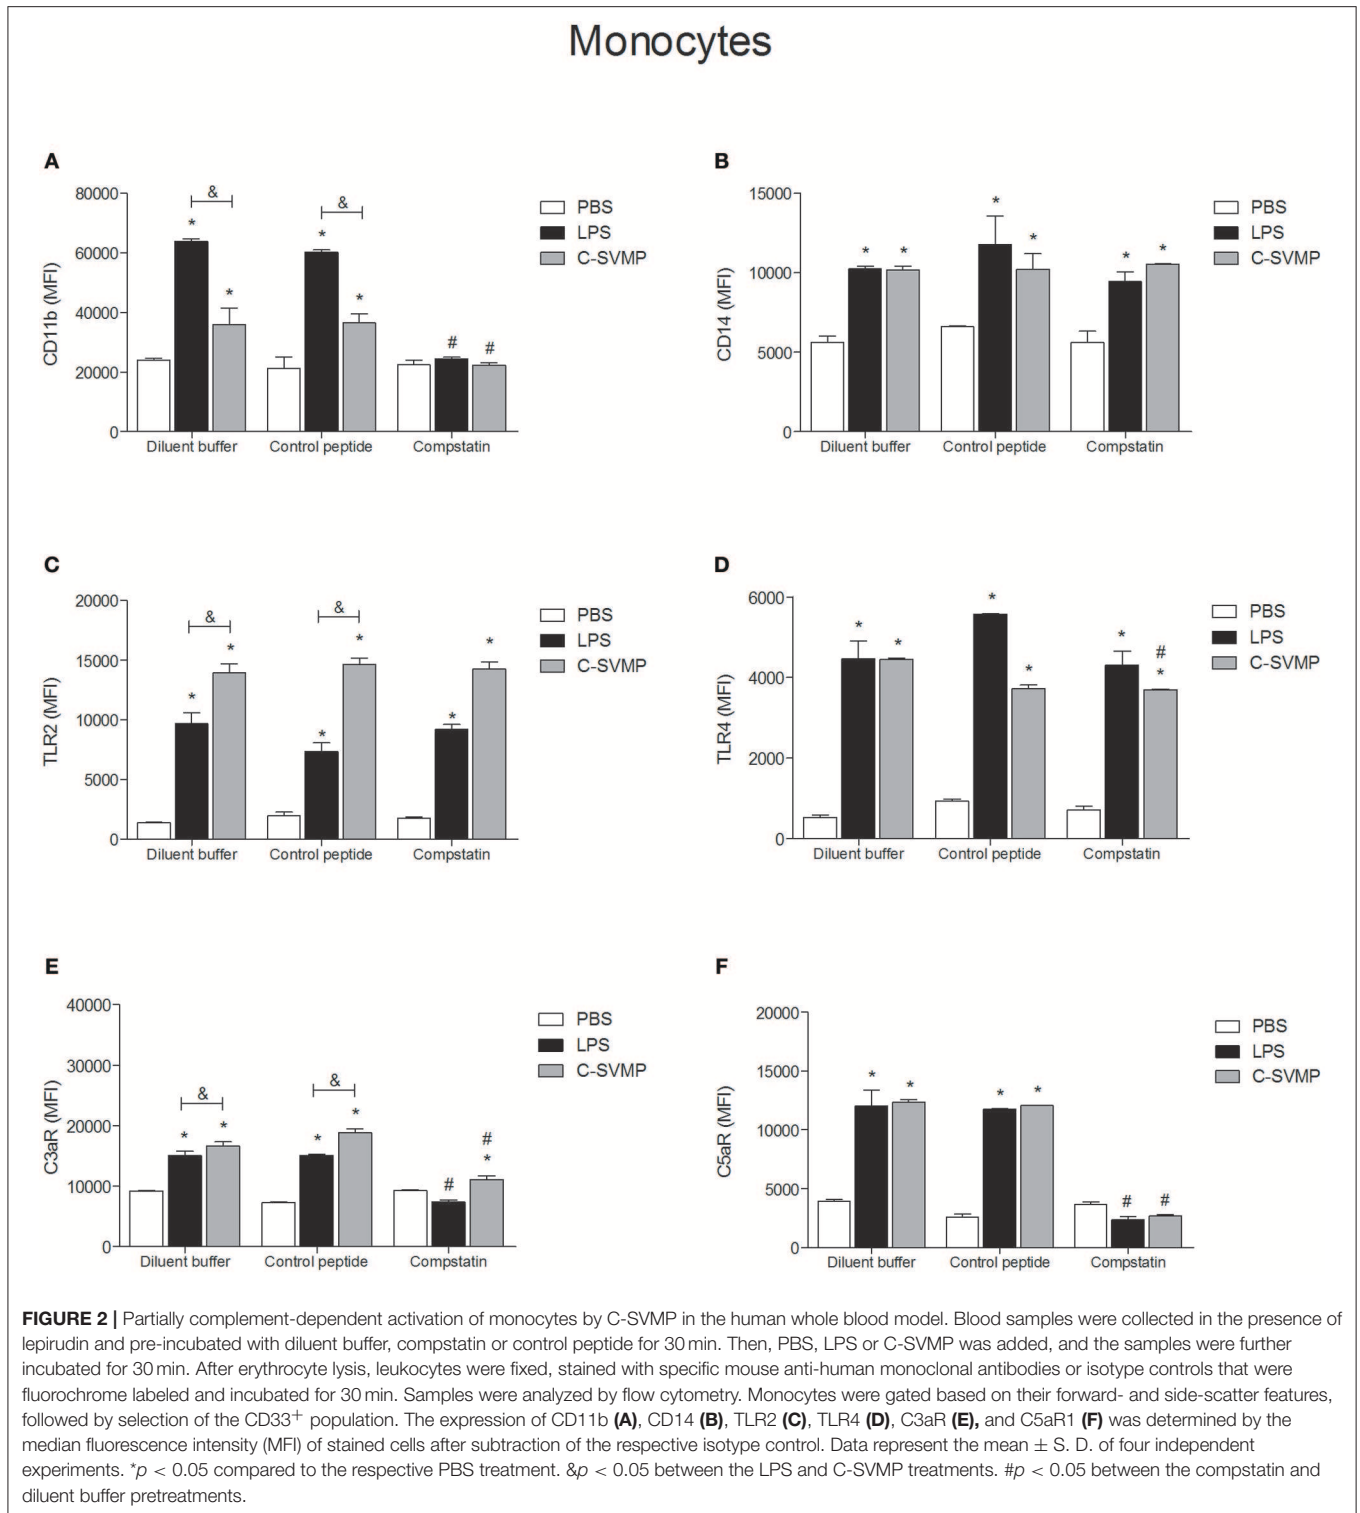 Monocytes
A
CD11b (MFI)
80000
60000
40000
20000
0
&
*
*
&
*
*
#
#
Diluent buffer
Control peptide
Compstatin
PBS
LPS
C-SVMP
B
CD14 (MFI)
15000
10000
5000
0
*
*
*
*
*
*
Diluent buffer
Control peptide
Compstatin
PBS
LPS
C-SVMP
C
TLR2 (MFI)
20000
15000
10000
5000
0
&
*
*
&
*
*
*
*
Diluent buffer
Control peptide
Compstatin
PBS
LPS
C-SVMP
D
TLR4 (MFI)
6000
4000
2000
0
*
*
*
*
*
#
*
Diluent buffer
Control peptide
Compstatin
PBS
LPS
C-SVMP
E
C3aR (MFI)
40000
30000
20000
10000
0
&
*
*
&
*
*
#
#
*
Diluent buffer
Control peptide
Compstatin
PBS
LPS
C-SVMP
F
C5aR (MFI)
20000
15000
10000
5000
0
*
*
*
*
#
#
Diluent buffer
Control peptide
Compstatin
PBS
LPS
C-SVMP
FIGURE 2 | Partially complement-dependent activation of monocytes by C-SVMP in the human whole blood model. Blood samples were collected in the presence of
lepirudin and pre-incubated with diluent buffer, compstatin or control peptide for 30 min. Then, PBS, LPS or C-SVMP was added, and the samples were further
incubated for 30 min. After erythrocyte lysis, leukocytes were fixed, stained with specific mouse anti-human monoclonal antibodies or isotype controls that were
fluorochrome labeled and incubated for 30 min. Samples were analyzed by flow cytometry. Monocytes were gated based on their forward- and side-scatter features,
followed by selection of the CD33+ population. The expression of CD11b (A), CD14 (B), TLR2 (C), TLR4 (D), C3aR (E), and C5aR1 (F) was determined by the
median fluorescence intensity (MFI) of stained cells after subtraction of the respective isotype control. Data represent the mean ± S. D. of four independent
experiments. *p < 0.05 compared to the respective PBS treatment. &p < 0.05 between the LPS and C-SVMP treatments. #p < 0.05 between the compstatin and
diluent buffer pretreatments.